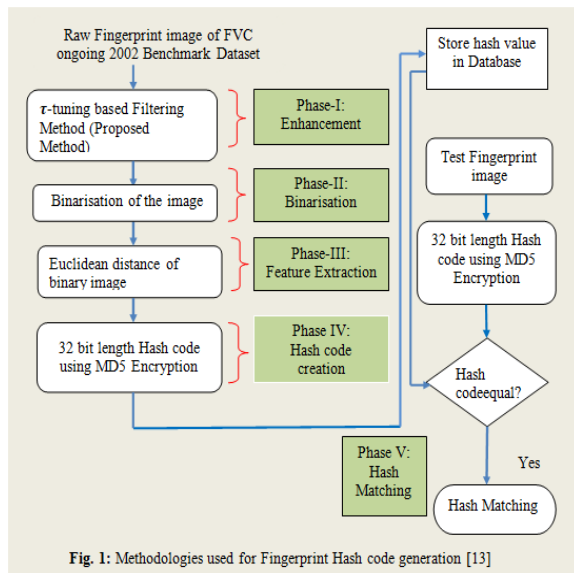 Raw Fingerprint image of FVC
ongoing 2002 Benchmark Dataset
τ-tuning based Filtering
Method (Proposed
Method)
Phase-I:
Enhancement
Binarisation of the image
Phase-II:
Binarisation
Euclidean distance of
binary image
Phase-III:
Feature Extraction
32 bit length Hash code
using MD5 Encryption
Phase IV:
Hash code
creation
Store hash value
in Database
Test Fingerprint
image
32 bit length Hash
code using MD5
Encryption
Hash
codeequal?
Yes
Phase V:
Hash
Matching
Hash Matching
Fig. 1: Methodologies used for Fingerprint Hash code generation [13]